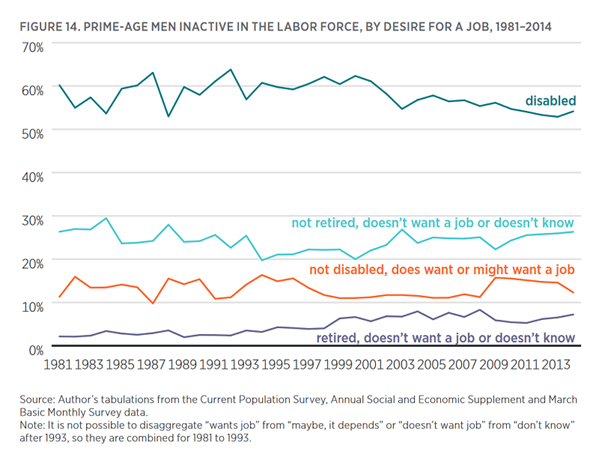 FIGURE 14. PRIME-AGE MEN INACTIVE IN THE LABOR FORCE, BY DESIRE FOR A JOB, 1981–2014
70%
60%
disabled
50%
40%
30%
not retired, doesn't want a job or doesn't know
20%
not disabled, does want or might want a job
10%
retired, doesn't want a job or doesn't know
0%
1981 1983 1985 1987 1989 1991 1993 1995 1997 1999 2001 2003 2005 2007 2009 2011 2013
Source: Author's tabulations from the Current Population Survey, Annual Social and Economic Supplement and March
Basic Monthly Survey data.
Note: It is not possible to disaggregate “wants job” from “maybe, it depends” or “doesn't want job” from “don't know”
after 1993, so they are combined for 1981 to 1993.